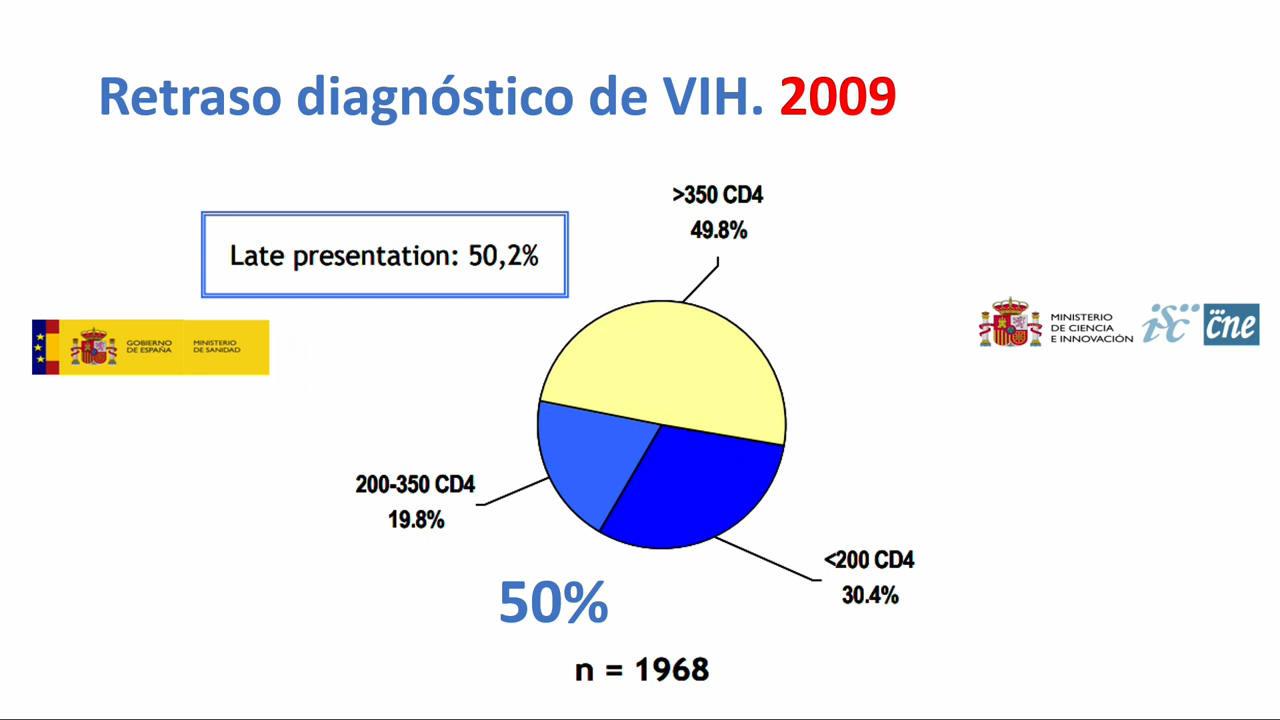 Retraso diagnóstico de VIH. 2009
>350 CD4
49.8%
Late presentation: 50,2%
GOBIERNO
DE ESPAÑA
MINISTERIO
DE SANIDAD
MINISTERIO
DE CIENCIA
E INNOVACIÓN
isc
cne
200-350 CD4
19.8%
<200 CD4
30.4%
50%
n = 1968